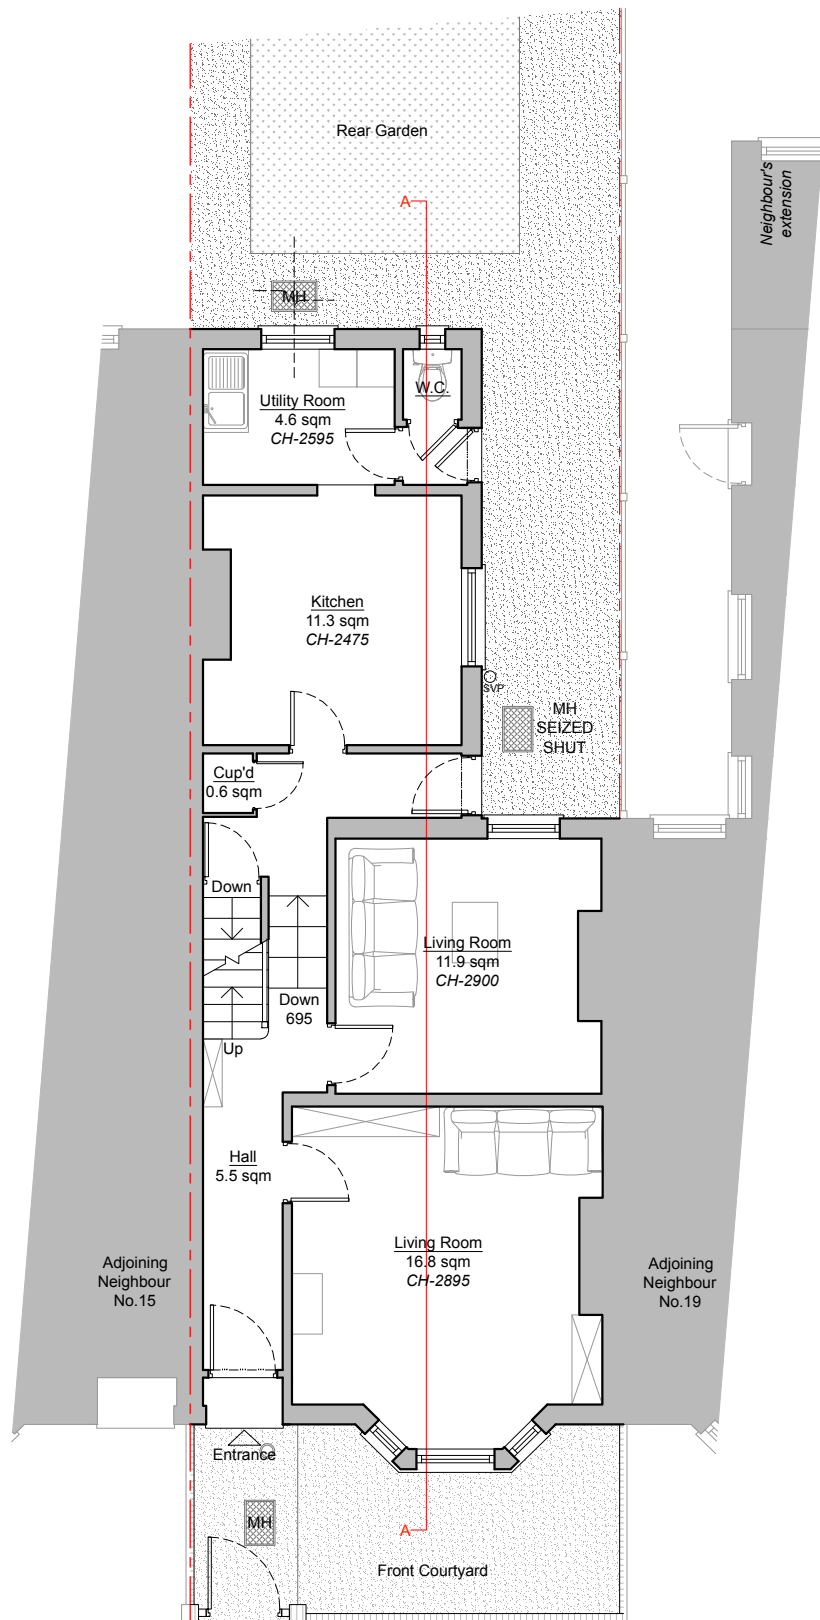 Rear Garden
Neighbour's
extension
A
MH
W.C.
Utility Room
4.6 sqm
CH-2595
Kitchen
11.3 sqm
CH-2475
SVP
MH
SEIZED
SHUT
Cup'd
0.6 sqm
Down
Living Room
11.9 sqm
CH-2900
Down
695
Up
Hall
5.5 sqm
Living Room
16.8 sqm
CH-2895
Adjoining
Neighbour
No.15
Adjoining
Neighbour
No.19
Entrance
MH
A
Front Courtyard